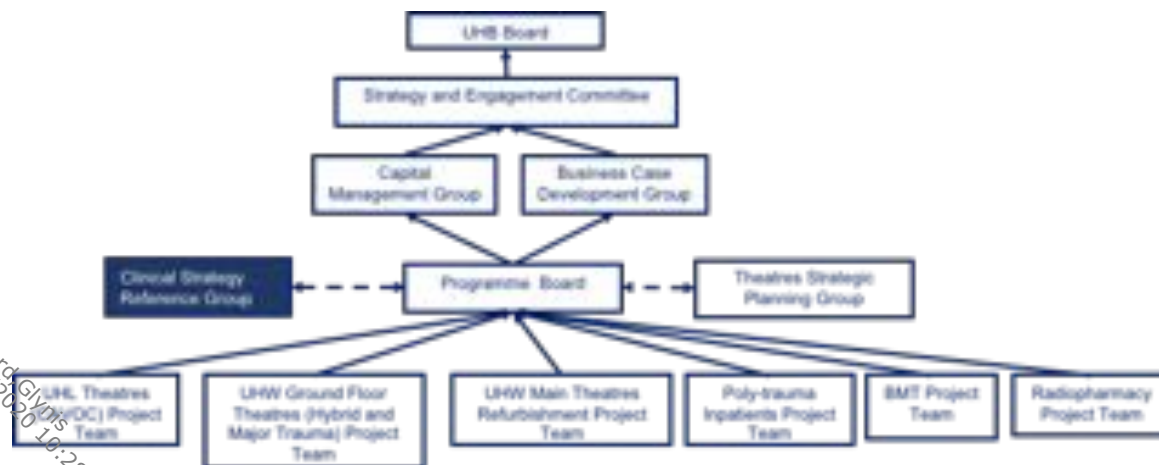 UHB Board
Strategy and Engagement Committee
Capital
Management Group
Business Case
Development Group
Clinical Strategy
Reference Group
Programme Board
Theatres Strategic
Planning Group
UHL Theatres
Project
Team
UHW Ground Floor
Theatres (Hybrid and
Major Trauma) Project
Team
UHW Main Theatres
Refurbishment Project
Team
Poly-trauma
Inpatients Project
Team
BMT Project
Team
Radiopharmacy
Project Team